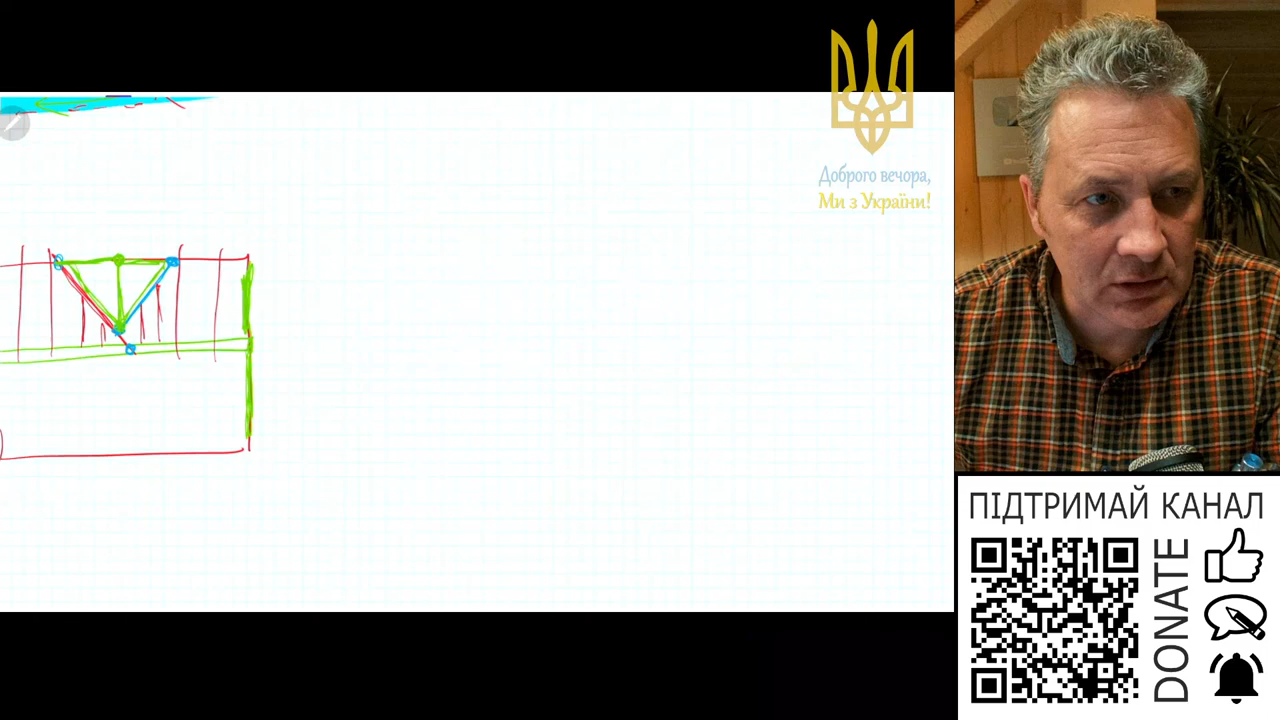 Доброго вечора,
Ми з України!
ПІДТРИМАЙ КАНАЛ
DONATE